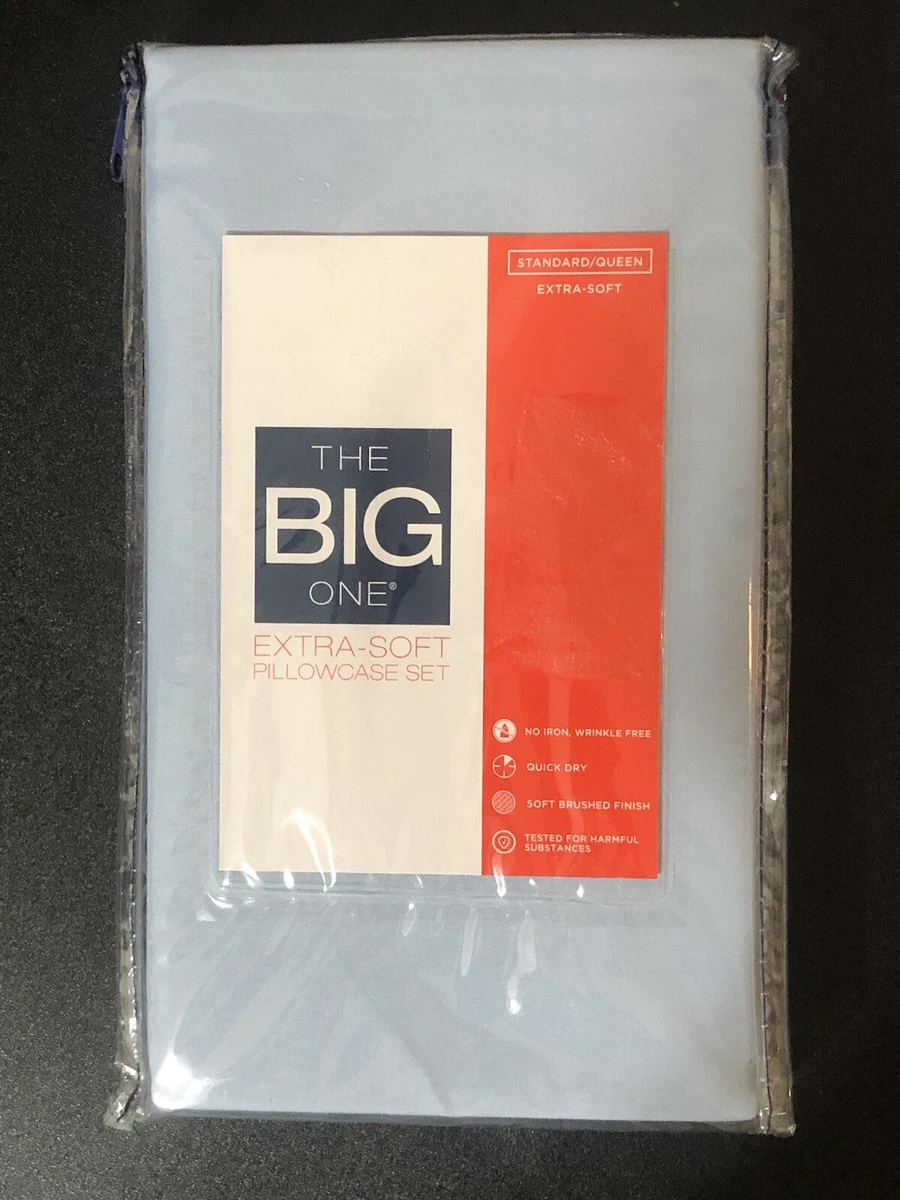 STANDARD/QUEEN
EXTRA-SOFT
THE
BIG
ONE®
EXTRA-SOFT
PILLOWCASE SET
NO IRON, WRINKLE FREE
QUICK DRY
SOFT BRUSHED FINISH
TESTED FOR HARMFUL
SUBSTANCES